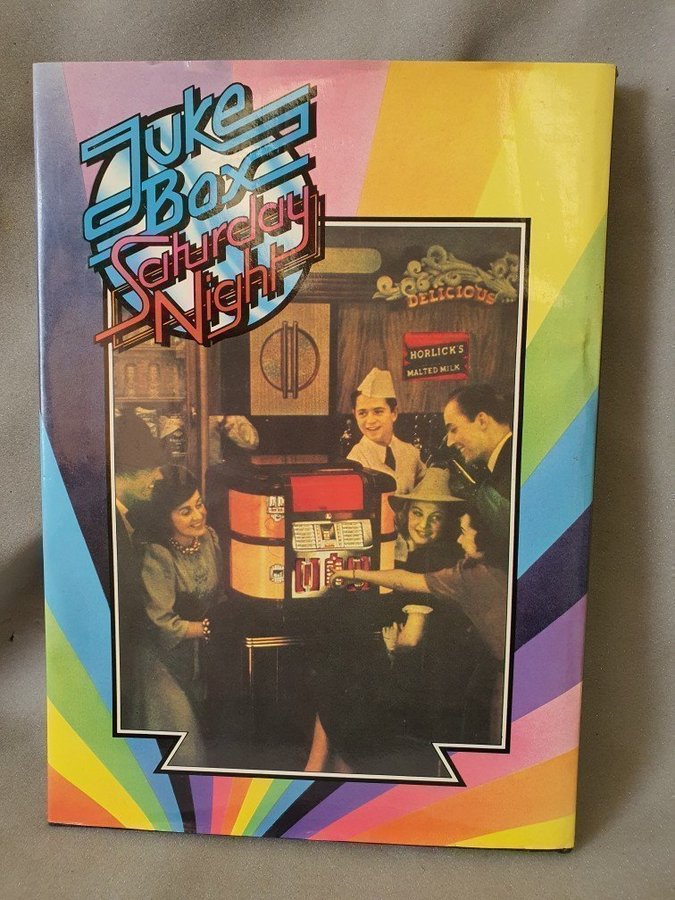 Juke
Box
Saturday
Night
DELICIOUS
HORLICK'S
MALTED MILK